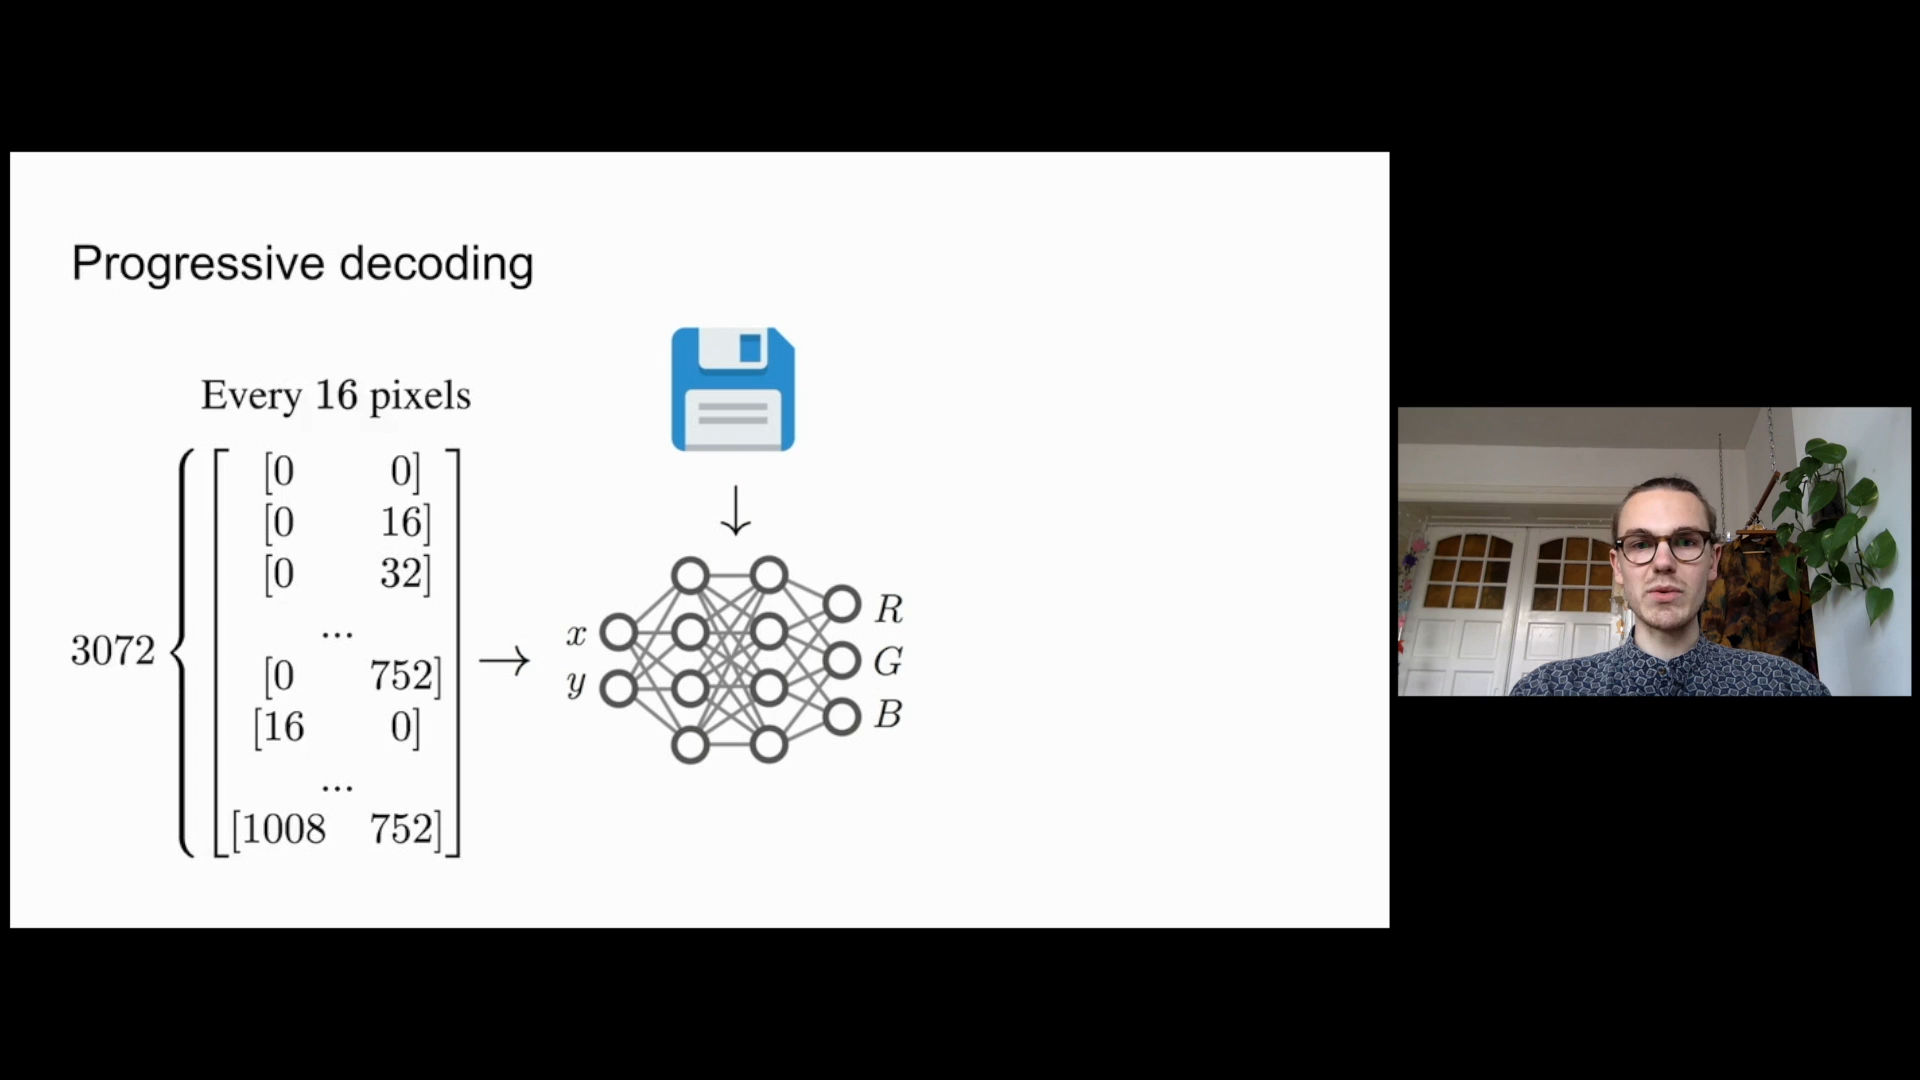 Progressive decoding
Every 16 pixels
[0 0]
[0 16]
[0 32]
...
3072
[0 752]
[16 0]
...
[1008 752]
x
y
R
G
B